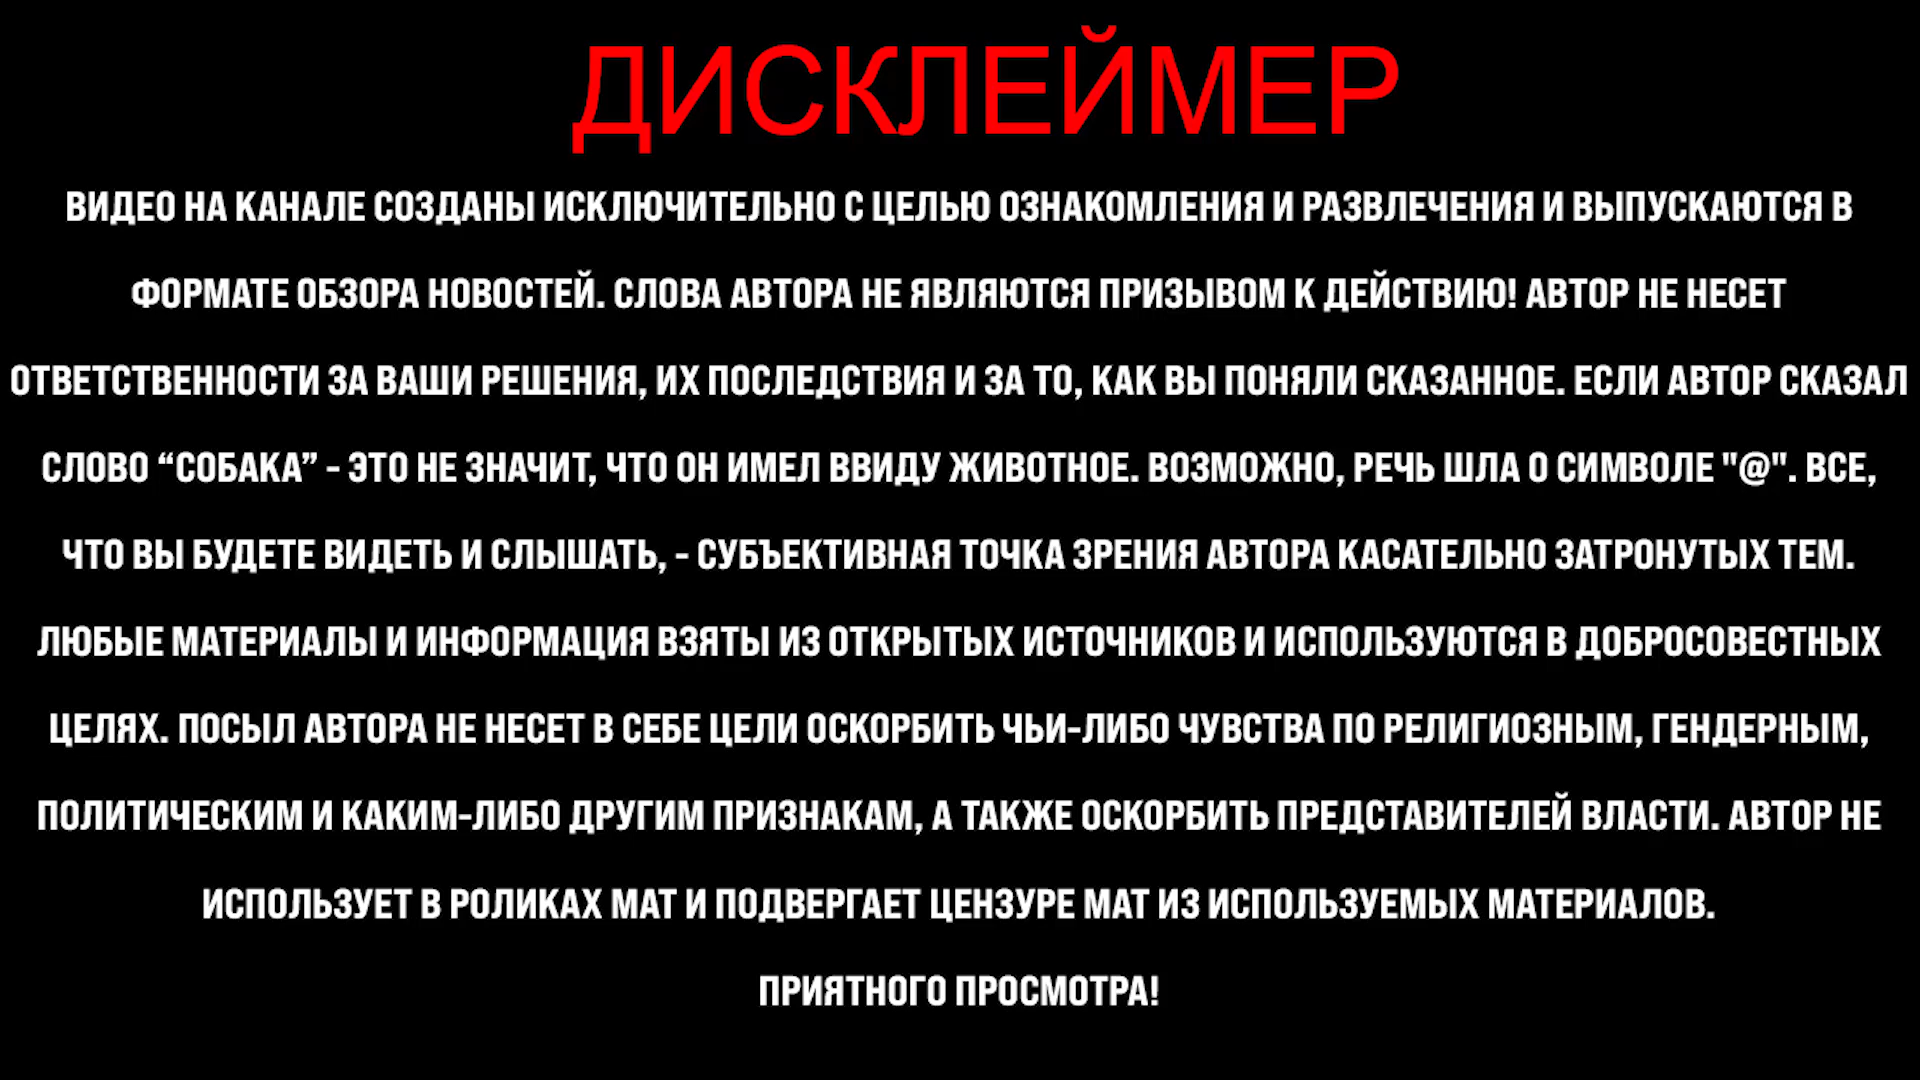 ДИСКЛЕЙМЕР
ВИДЕО НА КАНАЛЕ СОЗДАНЫ ИСКЛЮЧИТЕЛЬНО С ЦЕЛЬЮ ОЗНАКОМЛЕНИЯ И РАЗВЛЕЧЕНИЯ И ВЫПУСКАЮТСЯ В
ФОРМАТЕ ОБЗОРА НОВОСТЕЙ. СЛОВА АВТОРА НЕ ЯВЛЯЮТСЯ ПРИЗЫВОМ К ДЕЙСТВИЮ! АВТОР НЕ НЕСЕТ
ОТВЕТСТВЕННОСТИ ЗА ВАШИ РЕШЕНИЯ, ИХ ПОСЛЕДСТВИЯ И ЗА ТО, КАК ВЫ ПОНЯЛИ СКАЗАННОЕ. ЕСЛИ АВТОР СКАЗАЛ
СЛОВО “СОБАКА” - ЭТО НЕ ЗНАЧИТ, ЧТО ОН ИМЕЛ ВВИДУ ЖИВОТНОЕ. ВОЗМОЖНО, РЕЧЬ ШЛА О СИМВОЛЕ "@". ВСЕ,
ЧТО ВЫ БУДЕТЕ ВИДЕТЬ И СЛЫШАТЬ, - СУБЪЕКТИВНАЯ ТОЧКА ЗРЕНИЯ АВТОРА КАСАТЕЛЬНО ЗАТРОНУТЫХ ТЕМ.
ЛЮБЫЕ МАТЕРИАЛЫ И ИНФОРМАЦИЯ ВЗЯТЫ ИЗ ОТКРЫТЫХ ИСТОЧНИКОВ И ИСПОЛЬЗУЮТСЯ В ДОБРОСОВЕСТНЫХ
ЦЕЛЯХ. ПОСЫЛ АВТОРА НЕ НЕСЕТ В СЕБЕ ЦЕЛИ ОСКОРБИТЬ ЧЬИ-ЛИБО ЧУВСТВА ПО РЕЛИГИОЗНЫМ, ГЕНДЕРНЫМ,
ПОЛИТИЧЕСКИМ И КАКИМ-ЛИБО ДРУГИМ ПРИЗНАКАМ, А ТАКЖЕ ОСКОРБИТЬ ПРЕДСТАВИТЕЛЕЙ ВЛАСТИ. АВТОР НЕ
ИСПОЛЬЗУЕТ В РОЛИКАХ МАТ И ПОДВЕРГАЕТ ЦЕНЗУРЕ МАТ ИЗ ИСПОЛЬЗУЕМЫХ МАТЕРИАЛОВ.
ПРИЯТНОГО ПРОСМОТРА!